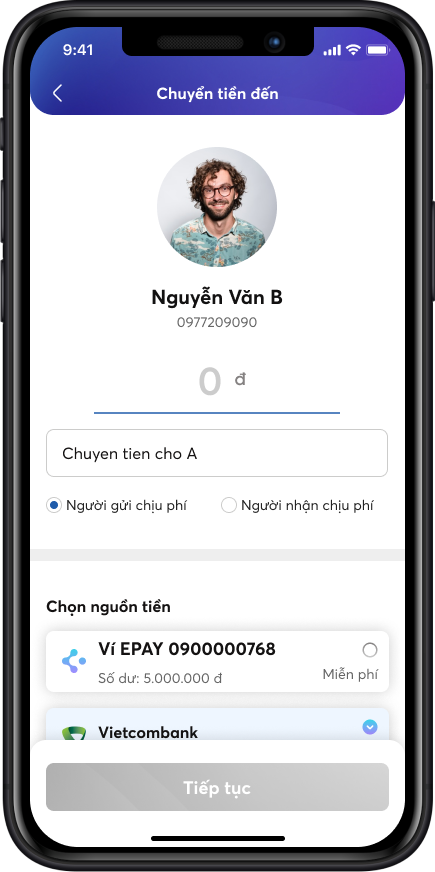 9:41
Chuyển tiền đến
Nguyễn Văn B
0977209090
0 đ
Chuyen tien cho A
Người gửi chịu phí
Người nhận chịu phí
Chọn nguồn tiền
Ví EPAY 0900000768
Số dư: 5.000.000 đ
Miễn phí
Vietcombank
Tiếp tục